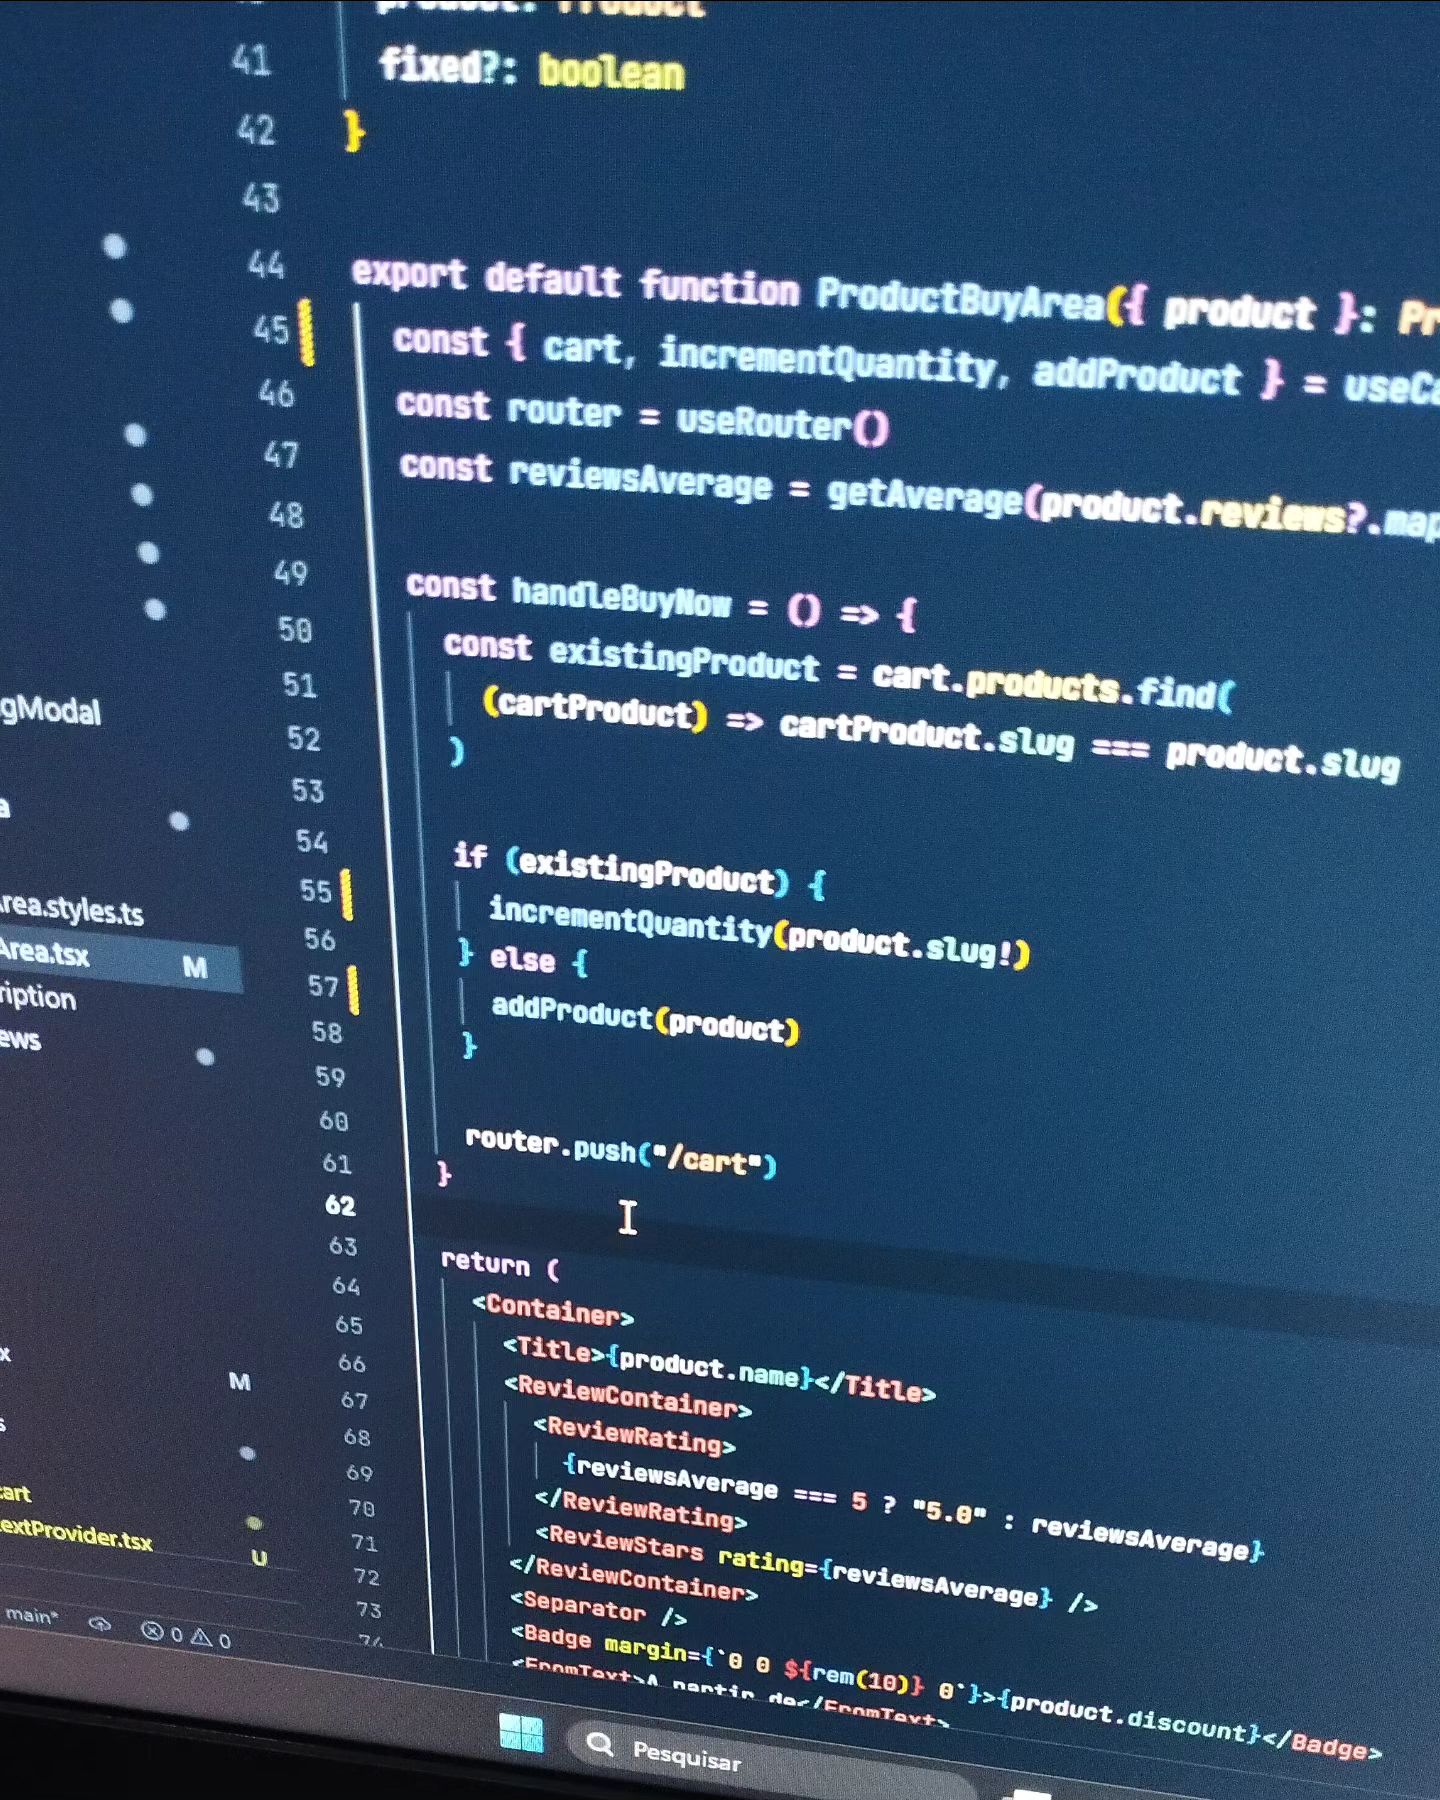 41 fixed?: boolean
42 }
43
44 export default function ProductBuyArea({ product }: Pr
45 const { cart, incrementQuantity, addProduct } = useCa
46 const router = useRouter()
47 const reviewsAverage = getAverage(product.reviews?.map
48
49 const handleBuyNow = () => {
50 const existingProduct = cart.products.find(
51 (cartProduct) => cartProduct.slug === product.slug
52 )
53
54 if (existingProduct) {
55 incrementQuantity(product.slug!)
56 } else {
57 addProduct(product)
58 }
59
60 router.push("/cart")
61 }
62
63 return (
64 <Container>
65 <Title>{product.name}</Title>
66 <ReviewContainer>
67 <ReviewRating>
68 {reviewsAverage === 5 ? "5.0" : reviewsAverage}
69 </ReviewRating>
70 <ReviewStars rating={reviewsAverage} />
71 </ReviewContainer>
72 <Separator />
73 <Badge margin={`0 0 ${rem(10)} 0`}>{product.discount}</Badge>
74 <FromText>A partir de</FromText>
gModal
a
rea.styles.ts
Area.tsx M
ription
ews
x
M
s
art
extProvider.tsx U
main* 0 0
Pesquisar